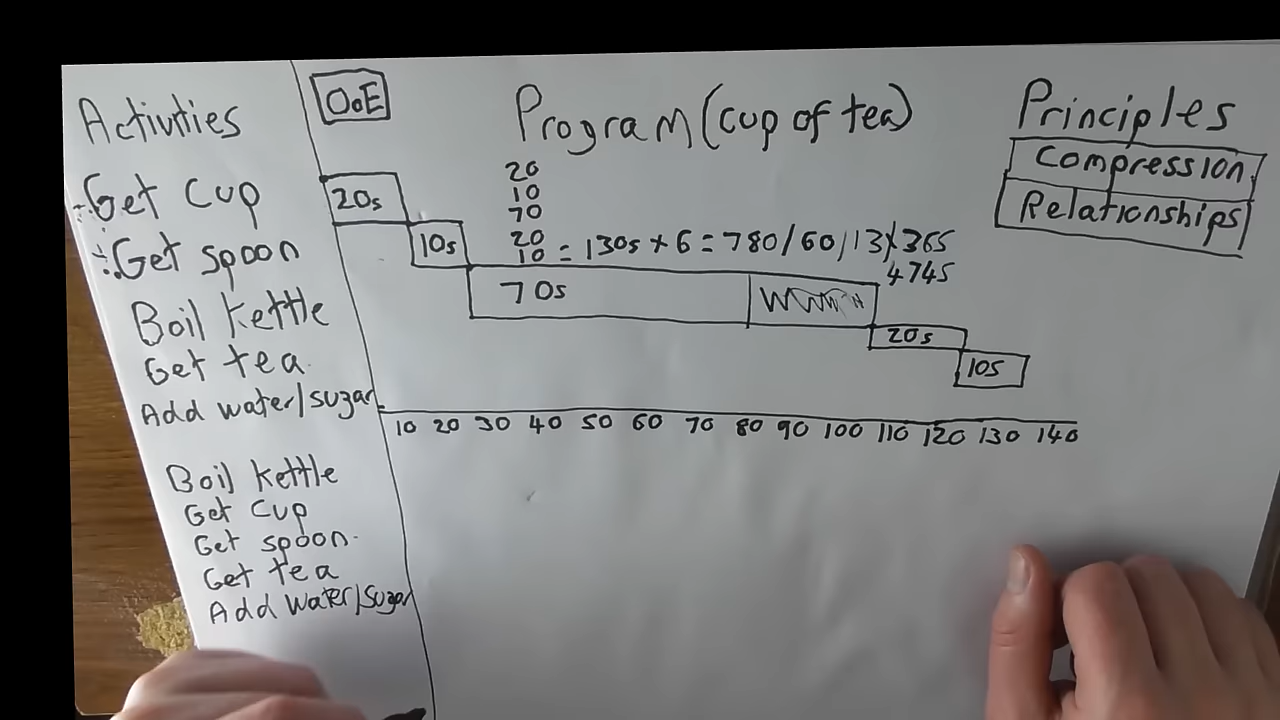 Activities
OoE
Program (cup of tea)
Principles
Compression
Relationships
Get cup
20s
Get spoon
10s
20
10
70
20
10 = 130s * 6 = 780/60,13 x 365
4745
Boil kettle
70s
Get tea
20s
Add water/sugar
10s
10 20 30 40 50 60 70 80 90 100 110 120 130 140
Boil kettle
Get cup
Get spoon
Get tea
Add water/sugar